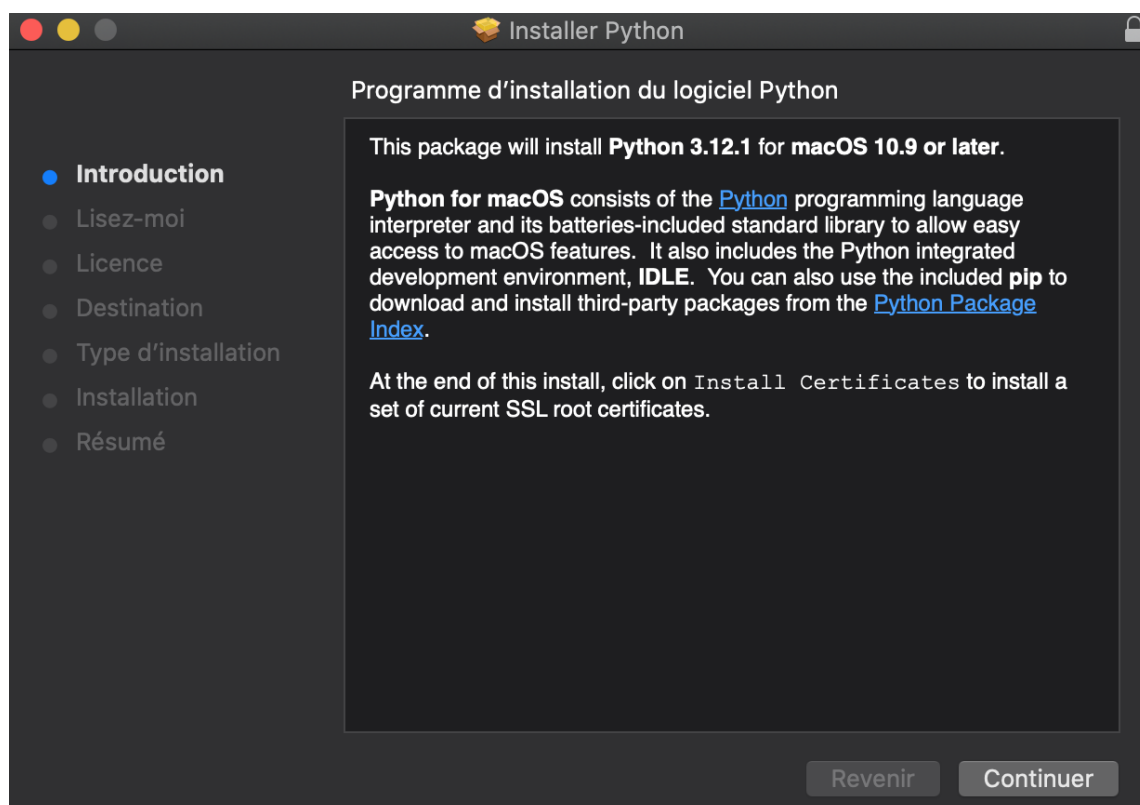 Installer Python
Programme d’installation du logiciel Python
Introduction
Lisez-moi
Licence
Destination
Type d’installation
Installation
Résumé
This package will install Python 3.12.1 for macOS 10.9 or later.
Python for macOS consists of the Python programming language
interpreter and its batteries-included standard library to allow easy
access to macOS features.  It also includes the Python integrated
development environment, IDLE.  You can also use the included pip to
download and install third-party packages from the Python Package
Index.
At the end of this install, click on Install Certificates to install a
set of current SSL root certificates.
Revenir
Continuer